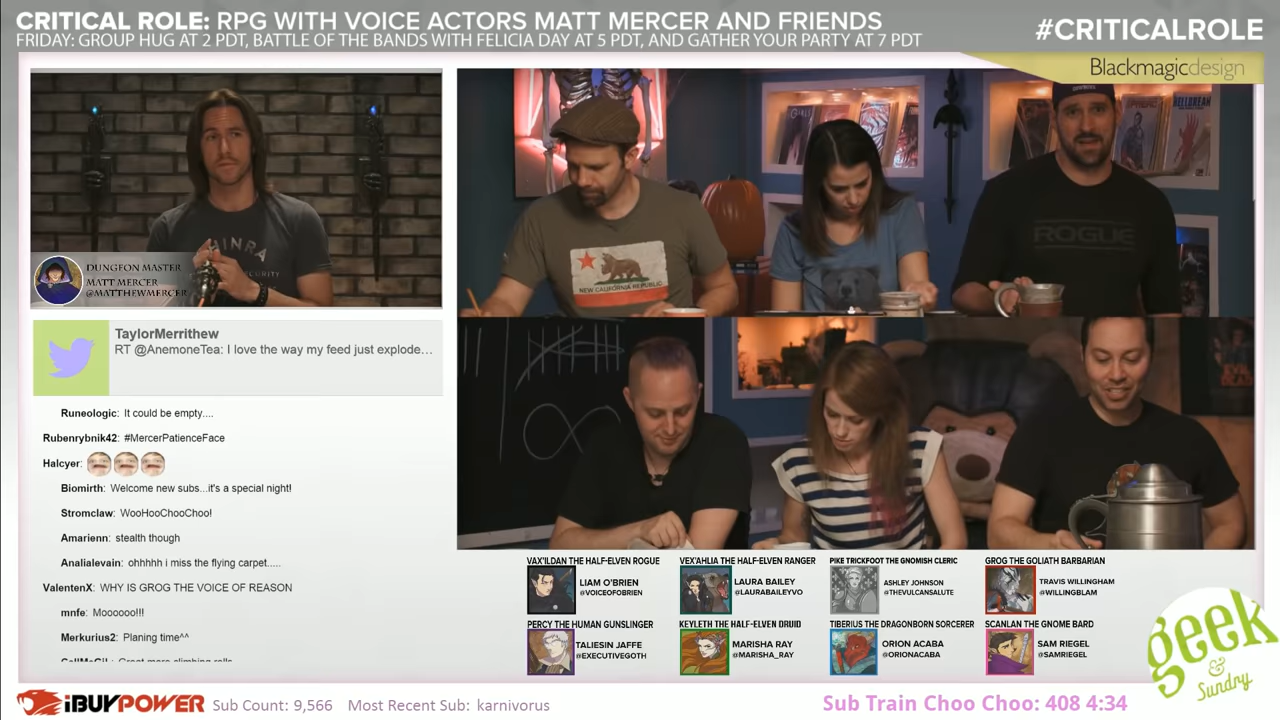 CRITICAL ROLE: RPG WITH VOICE ACTORS MATT MERCER AND FRIENDS
FRIDAY: GROUP HUG AT 2 PDT, BATTLE OF THE BANDS WITH FELICIA DAY AT 5 PDT, AND GATHER YOUR PARTY AT 7 PDT
#CRITICALROLE
Blackmagicdesign
HINRA
SECURITY
DUNGEON MASTER
MATT MERCER
@MATTHEWMERCER
NEW CALIFORNIA REPUBLIC
ROGUE
GIRLS
HELLBREAK
EVIL
DEAD
TaylorMerrithew
RT @AnemoneTea: I love the way my feed just explode…
Runeologic: It could be empty....
Rubenrybnik42: #MercerPatienceFace
Halcyer:
Biomirth: Welcome new subs...it's a special night!
Stromclaw: WooHooChooChoo!
Amarienn: stealth though
Analialevain: ohhhhh i miss the flying carpet.....
ValentenX: WHY IS GROG THE VOICE OF REASON
mnfe: Moooooo!!!
Merkurius2: Planing time^^
VAX'ILDAN THE HALF-ELVEN ROGUE
LIAM O'BRIEN
@VOICEOFOBRIEN
VEX'AHLIA THE HALF-ELVEN RANGER
LAURA BAILEY
@LAURABAILEYVO
PIKE TRICKFOOT THE GNOMISH CLERIC
ASHLEY JOHNSON
@THEVULCANSALUTE
GROG THE GOLIATH BARBARIAN
TRAVIS WILLINGHAM
@WILLINGBLAM
PERCY THE HUMAN GUNSLINGER
TALIESIN JAFFE
@EXECUTIVEGOTH
KEYLETH THE HALF-ELVEN DRUID
MARISHA RAY
@MARISHA_RAY
TIBERIUS THE DRAGONBORN SORCERER
ORION ACABA
@ORIONACABA
SCANLAN THE GNOME BARD
SAM RIEGEL
@SAMRIEGEL
geek
&
Sundry
iBUYPOWER
Sub Count: 9,566 Most Recent Sub: karnivorus
Sub Train Choo Choo: 408 4:34